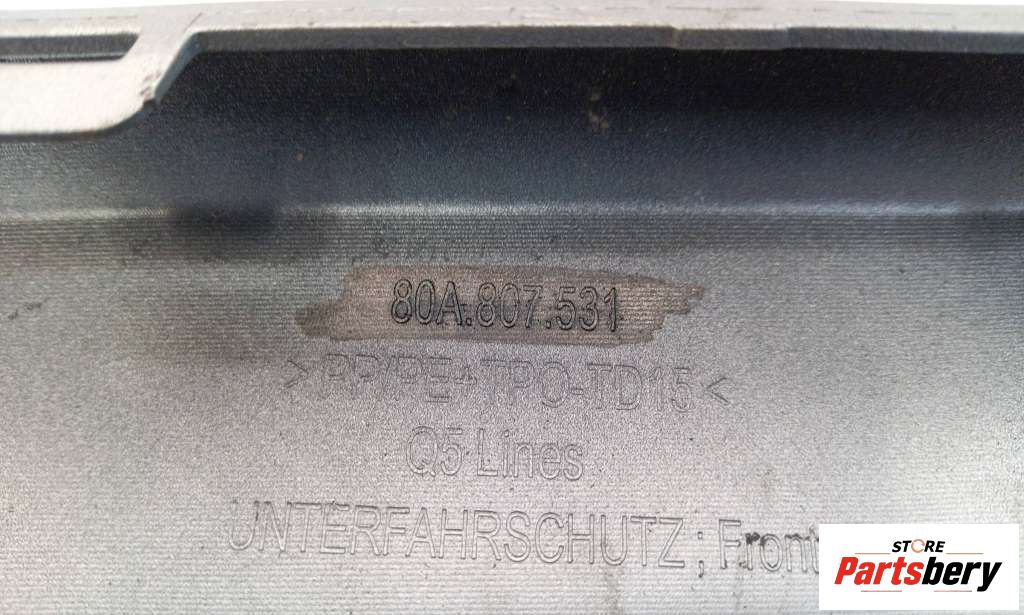 80A.807.531
>PP/PE+TPO-TD15<
Q5 Lines
UNTERFAHRSCHUTZ ; Front
STORE
Partsbery